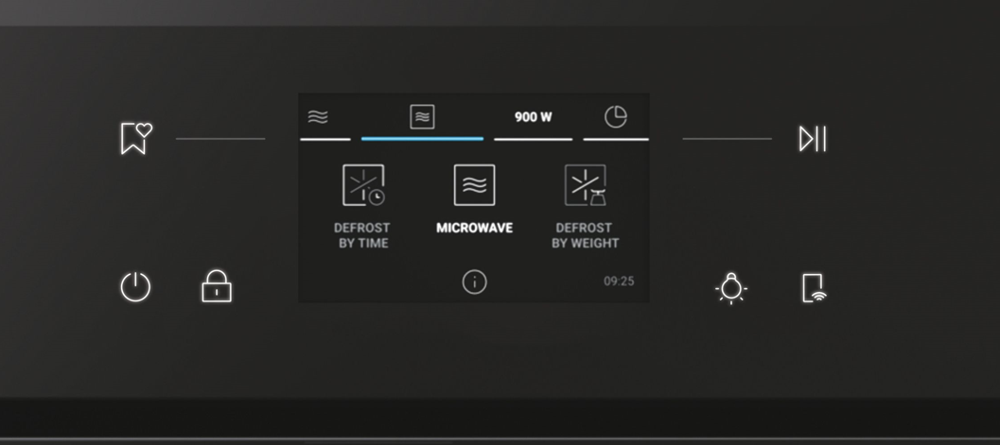 900 W
DEFROST
BY TIME
MICROWAVE
DEFROST
BY WEIGHT
09:25